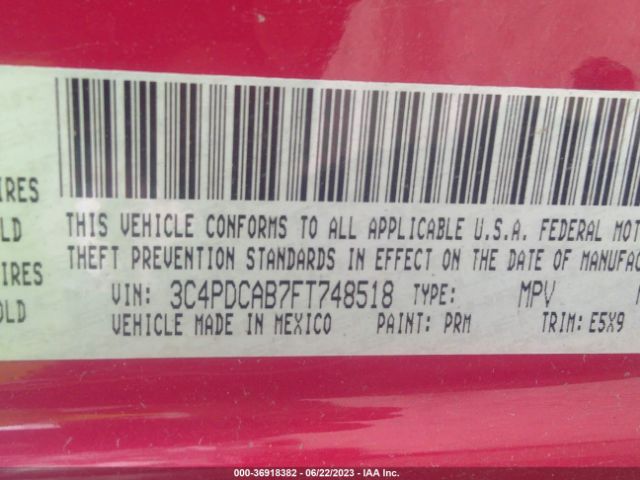 IRES
LD
IRES
OLD
THIS VEHICLE CONFORMS TO ALL APPLICABLE U.S.A. FEDERAL MOT
THEFT PREVENTION STANDARDS IN EFFECT ON THE DATE OF MANUFAC
VIN: 3C4PDCAB7FT748518 TYPE: MPV
VEHICLE MADE IN MEXICO PAINT: PRM TRIM: E5X9
000-36918382 - 06/22/2023 - IAA Inc.